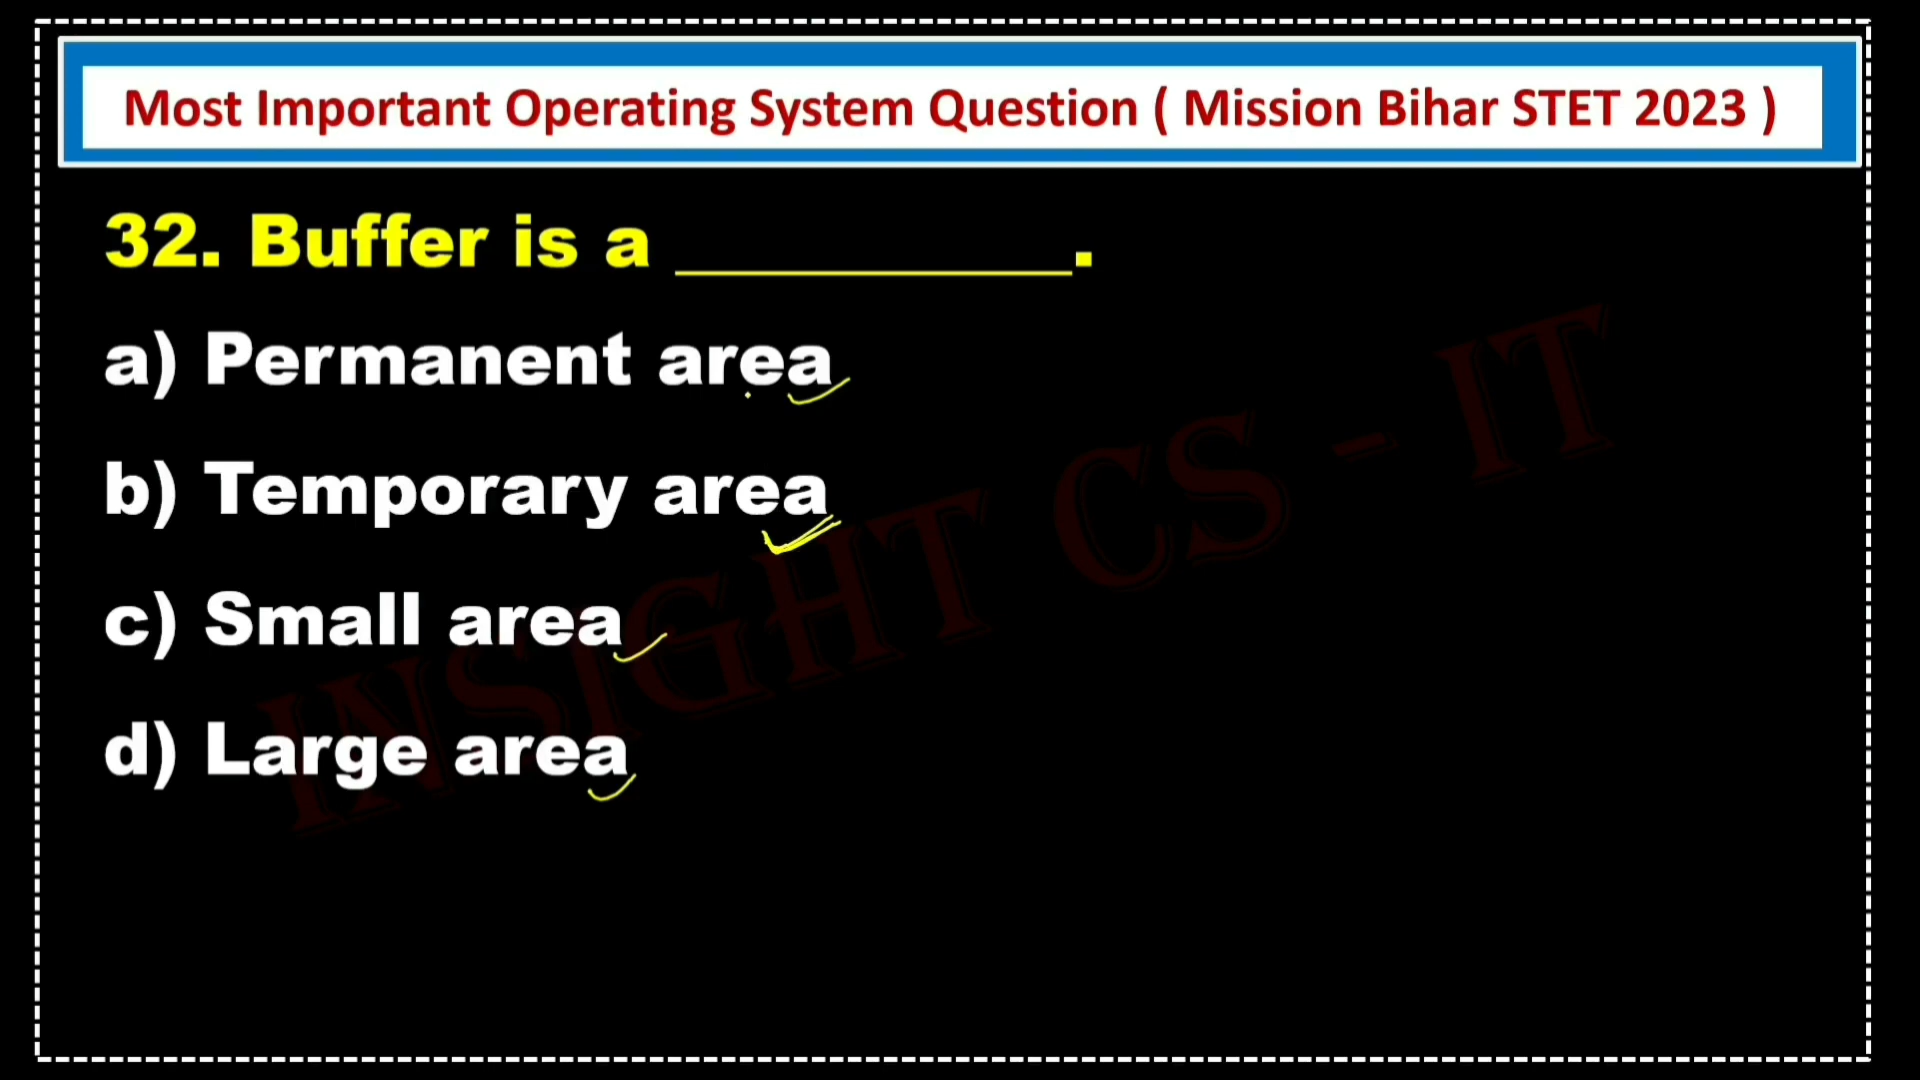 Most Important Operating System Question ( Mission Bihar STET 2023 )
32. Buffer is a ___________.
a) Permanent area
b) Temporary area
c) Small area
d) Large area
INSIGHT CS - IT